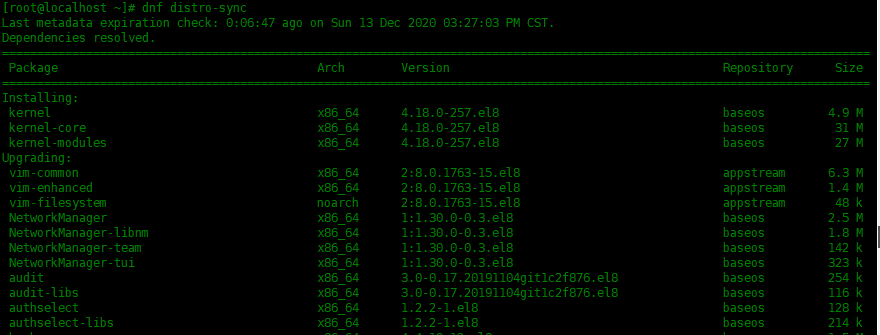 [root@localhost ~]# dnf distro-sync
Last metadata expiration check: 0:06:47 ago on Sun 13 Dec 2020 03:27:03 PM CST.
Dependencies resolved.
Package Arch Version Repository Size
Installing:
kernel x86_64 4.18.0-257.el8 baseos 4.9 M
kernel-core x86_64 4.18.0-257.el8 baseos 31 M
kernel-modules x86_64 4.18.0-257.el8 baseos 27 M
Upgrading:
vim-common x86_64 2:8.0.1763-15.el8 appstream 6.3 M
vim-enhanced x86_64 2:8.0.1763-15.el8 appstream 1.4 M
vim-filesystem noarch 2:8.0.1763-15.el8 appstream 48 k
NetworkManager x86_64 1:1.30.0-0.3.el8 baseos 2.5 M
NetworkManager-libnm x86_64 1:1.30.0-0.3.el8 baseos 1.8 M
NetworkManager-team x86_64 1:1.30.0-0.3.el8 baseos 142 k
NetworkManager-tui x86_64 1:1.30.0-0.3.el8 baseos 323 k
audit x86_64 3.0-0.17.20191104git1c2f876.el8 baseos 254 k
audit-libs x86_64 3.0-0.17.20191104git1c2f876.el8 baseos 116 k
authselect x86_64 1.2.2-1.el8 baseos 128 k
authselect-libs x86_64 1.2.2-1.el8 baseos 214 k